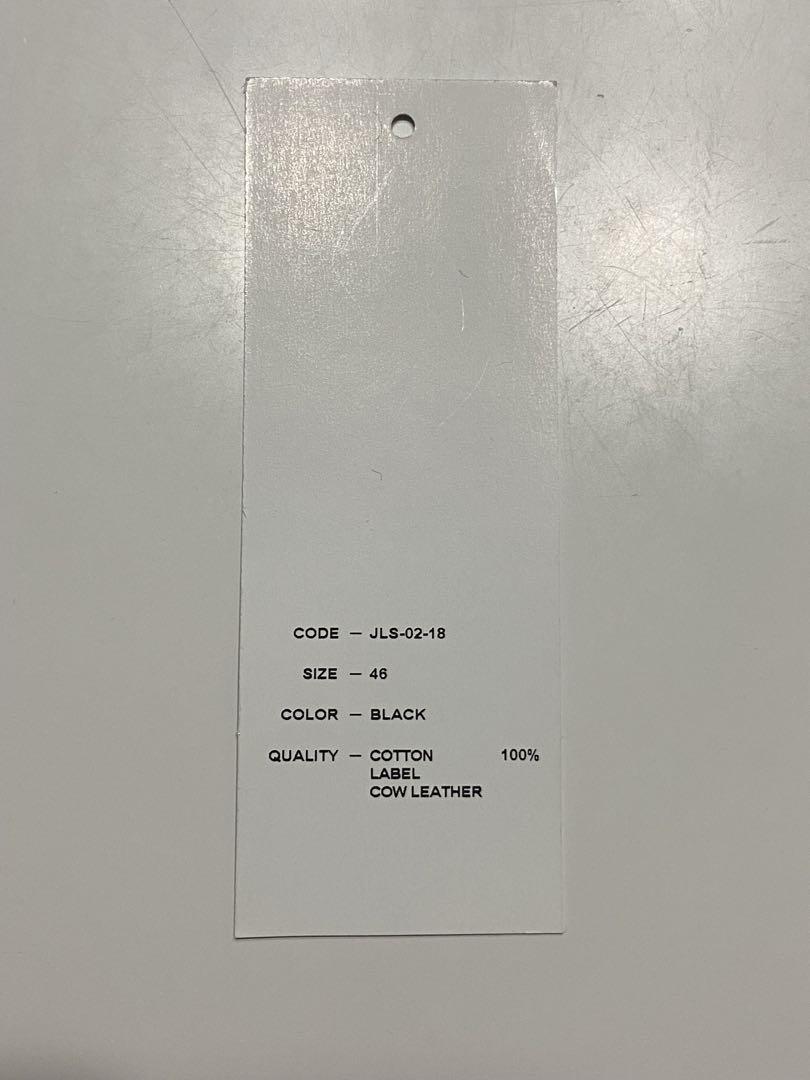 CODE — JLS-02-18
SIZE — 46
COLOR — BLACK
QUALITY — COTTON 100%
LABEL
COW LEATHER